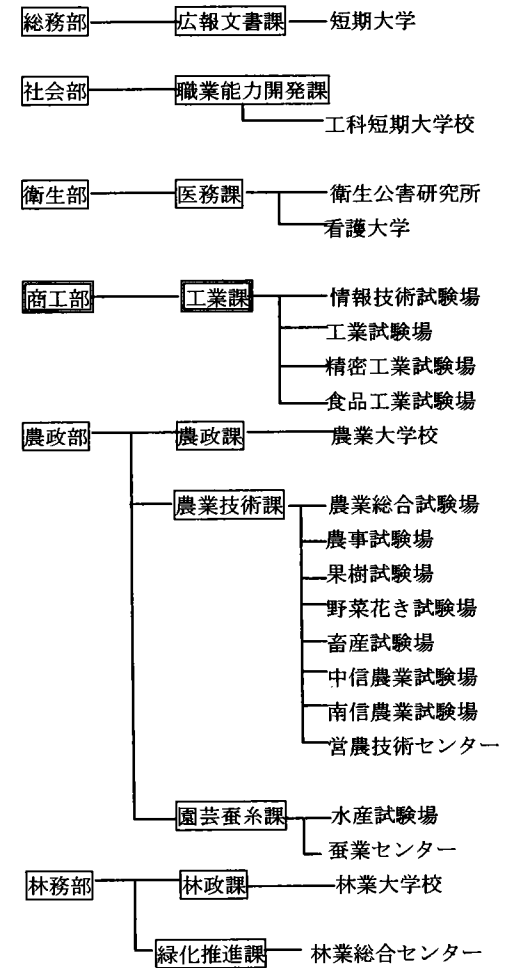 総務部 広報文書課 短期大学
社会部 職業能力開発課
工科短期大学校
衛生部 医務課 衛生公害研究所
看護大学
商工部 工業課 情報技術試験場
工業試験場
精密工業試験場
食品工業試験場
農政部 農政課 農業大学校
農業技術課 農業総合試験場
農事試験場
果樹試験場
野菜花き試験場
畜産試験場
中信農業試験場
南信農業試験場
営農技術センター
園芸蚕糸課 水産試験場
蚕業センター
林務部 林政課 林業大学校
緑化推進課 林業総合センター